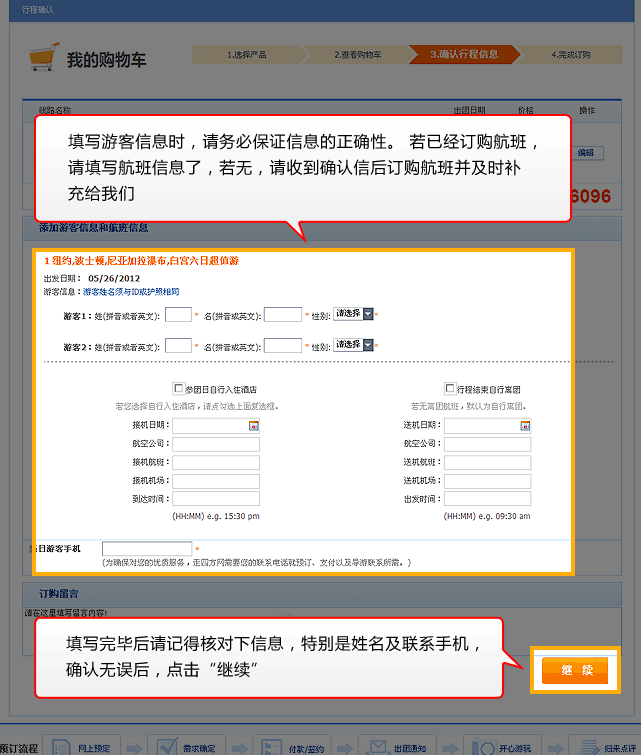 行程确认
我的购物车
1.选择产品
2.查看购物车
3.确认行程信息
4.完成订购
线路名称 出团日期 价格 操作
填写游客信息时，请务必保证信息的正确性。 若已经订购航班，
请填写航班信息了，若无，请收到确认信后订购航班并及时补
充给我们
编辑
6096
添加游客信息和航班信息
1 纽约,波士顿,尼亚加拉瀑布,白宫六日超值游
出发日期： 05/26/2012
游客信息：游客姓名须与ID或护照相同
游客1：姓(拼音或者英文): * 名(拼音或英文): * 性别: 请选择 *
游客2：姓(拼音或者英文): * 名(拼音或英文): * 性别: 请选择 *
参团日自行入住酒店 行程结束自行离团
若您选择自行入住酒店，请点勾选上面复选框。 若无离团航班，默认为自行离团。
接机日期： 送机日期：
航空公司： 航空公司：
接机航班： 送机航班：
接机机场： 送机机场：
到达时间： 出发时间：
(HH:MM) e.g. 15:30 pm (HH:MM) e.g. 09:30 am
当日游客手机 *
(为确保对您的优质服务，走四方网需要您的联系电话就预订、支付以及导游联系所需。)
订购留言
请在这里填写留言内容!
填写完毕后请记得核对下信息，特别是姓名及联系手机，
确认无误后，点击“继续”
继 续
预订流程 网上预定 需求确定 付款/签约 出团通知 开心游玩 归来点评